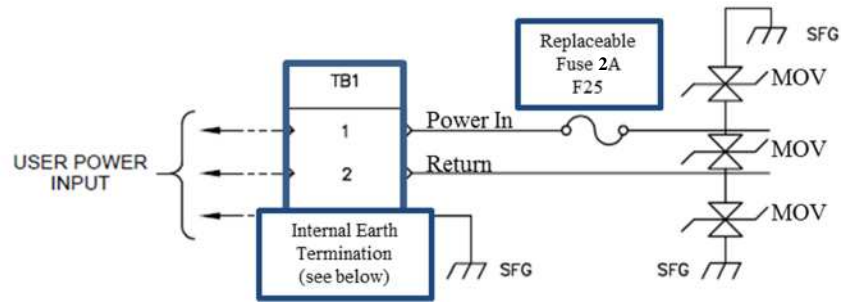 SFG
Replaceable
Fuse 2A
F25
MOV
TB1
1
Power In
USER POWER
INPUT
MOV
2
Return
MOV
Internal Earth
Termination
(see below)
SFG
SFG